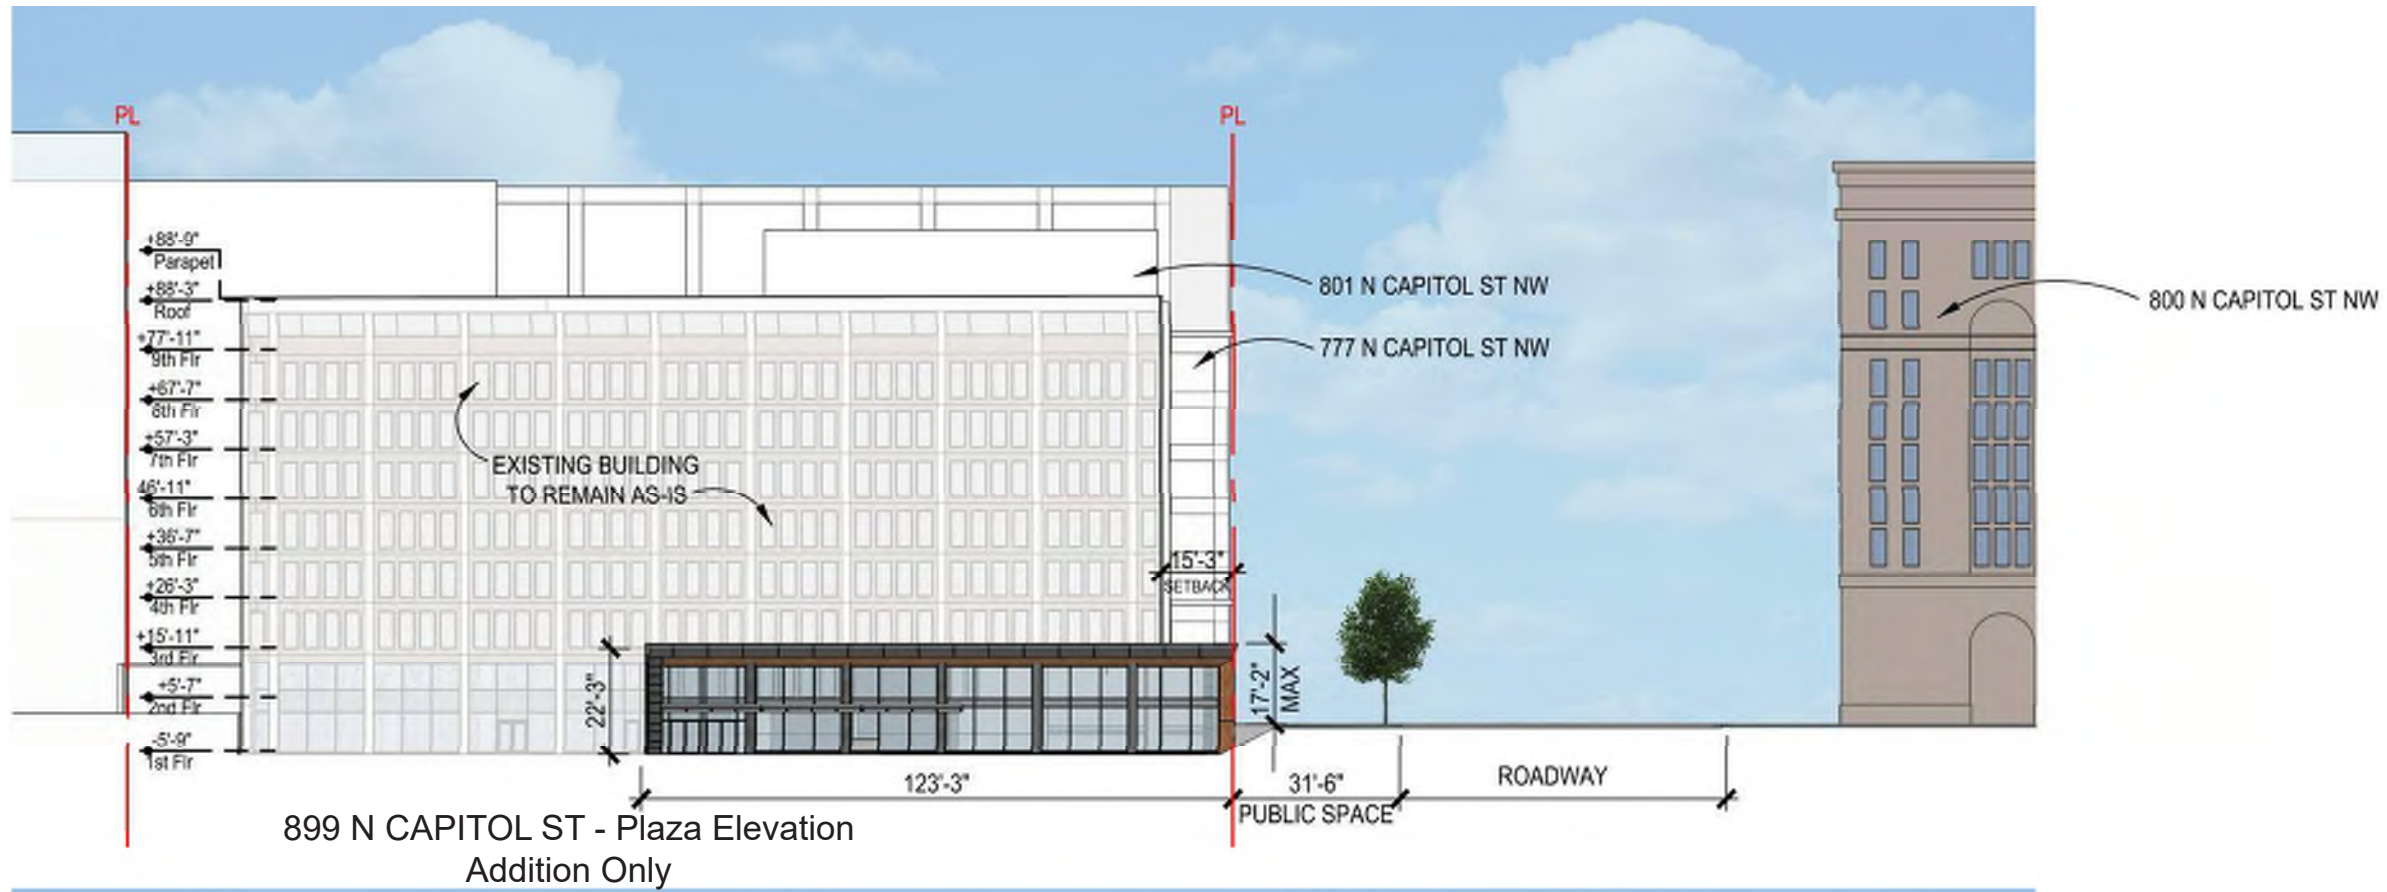 PL
PL
+88'-9"
Parapet
+88'-3"
Roof
+77'-11"
9th Flr
+67'-7"
8th Flr
+57'-3"
7th Flr
46'-11"
6th Flr
+36'-7"
5th Flr
+26'-3"
4th Flr
+15'-11"
3rd Flr
+5'-7"
2nd Flr
-5'-9"
1st Flr
801 N CAPITOL ST NW
777 N CAPITOL ST NW
800 N CAPITOL ST NW
EXISTING BUILDING
TO REMAIN AS-IS
15'-3"
SETBACK
22'-3"
17'-2"
MAX
123'-3"
31'-6"
PUBLIC SPACE
ROADWAY
899 N CAPITOL ST - Plaza Elevation
Addition Only